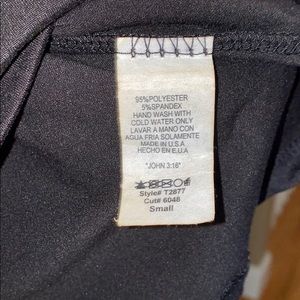 95%POLYESTER
5%SPANDEX
HAND WASH WITH
COLD WATER ONLY
LAVAR A MANO CON
AGUA FRIA SOLAMENTE
MADE IN U.S.A
HECHO EN E.U.A
"JOHN 3:16"
Style# T2877
Cut# 6048
Small